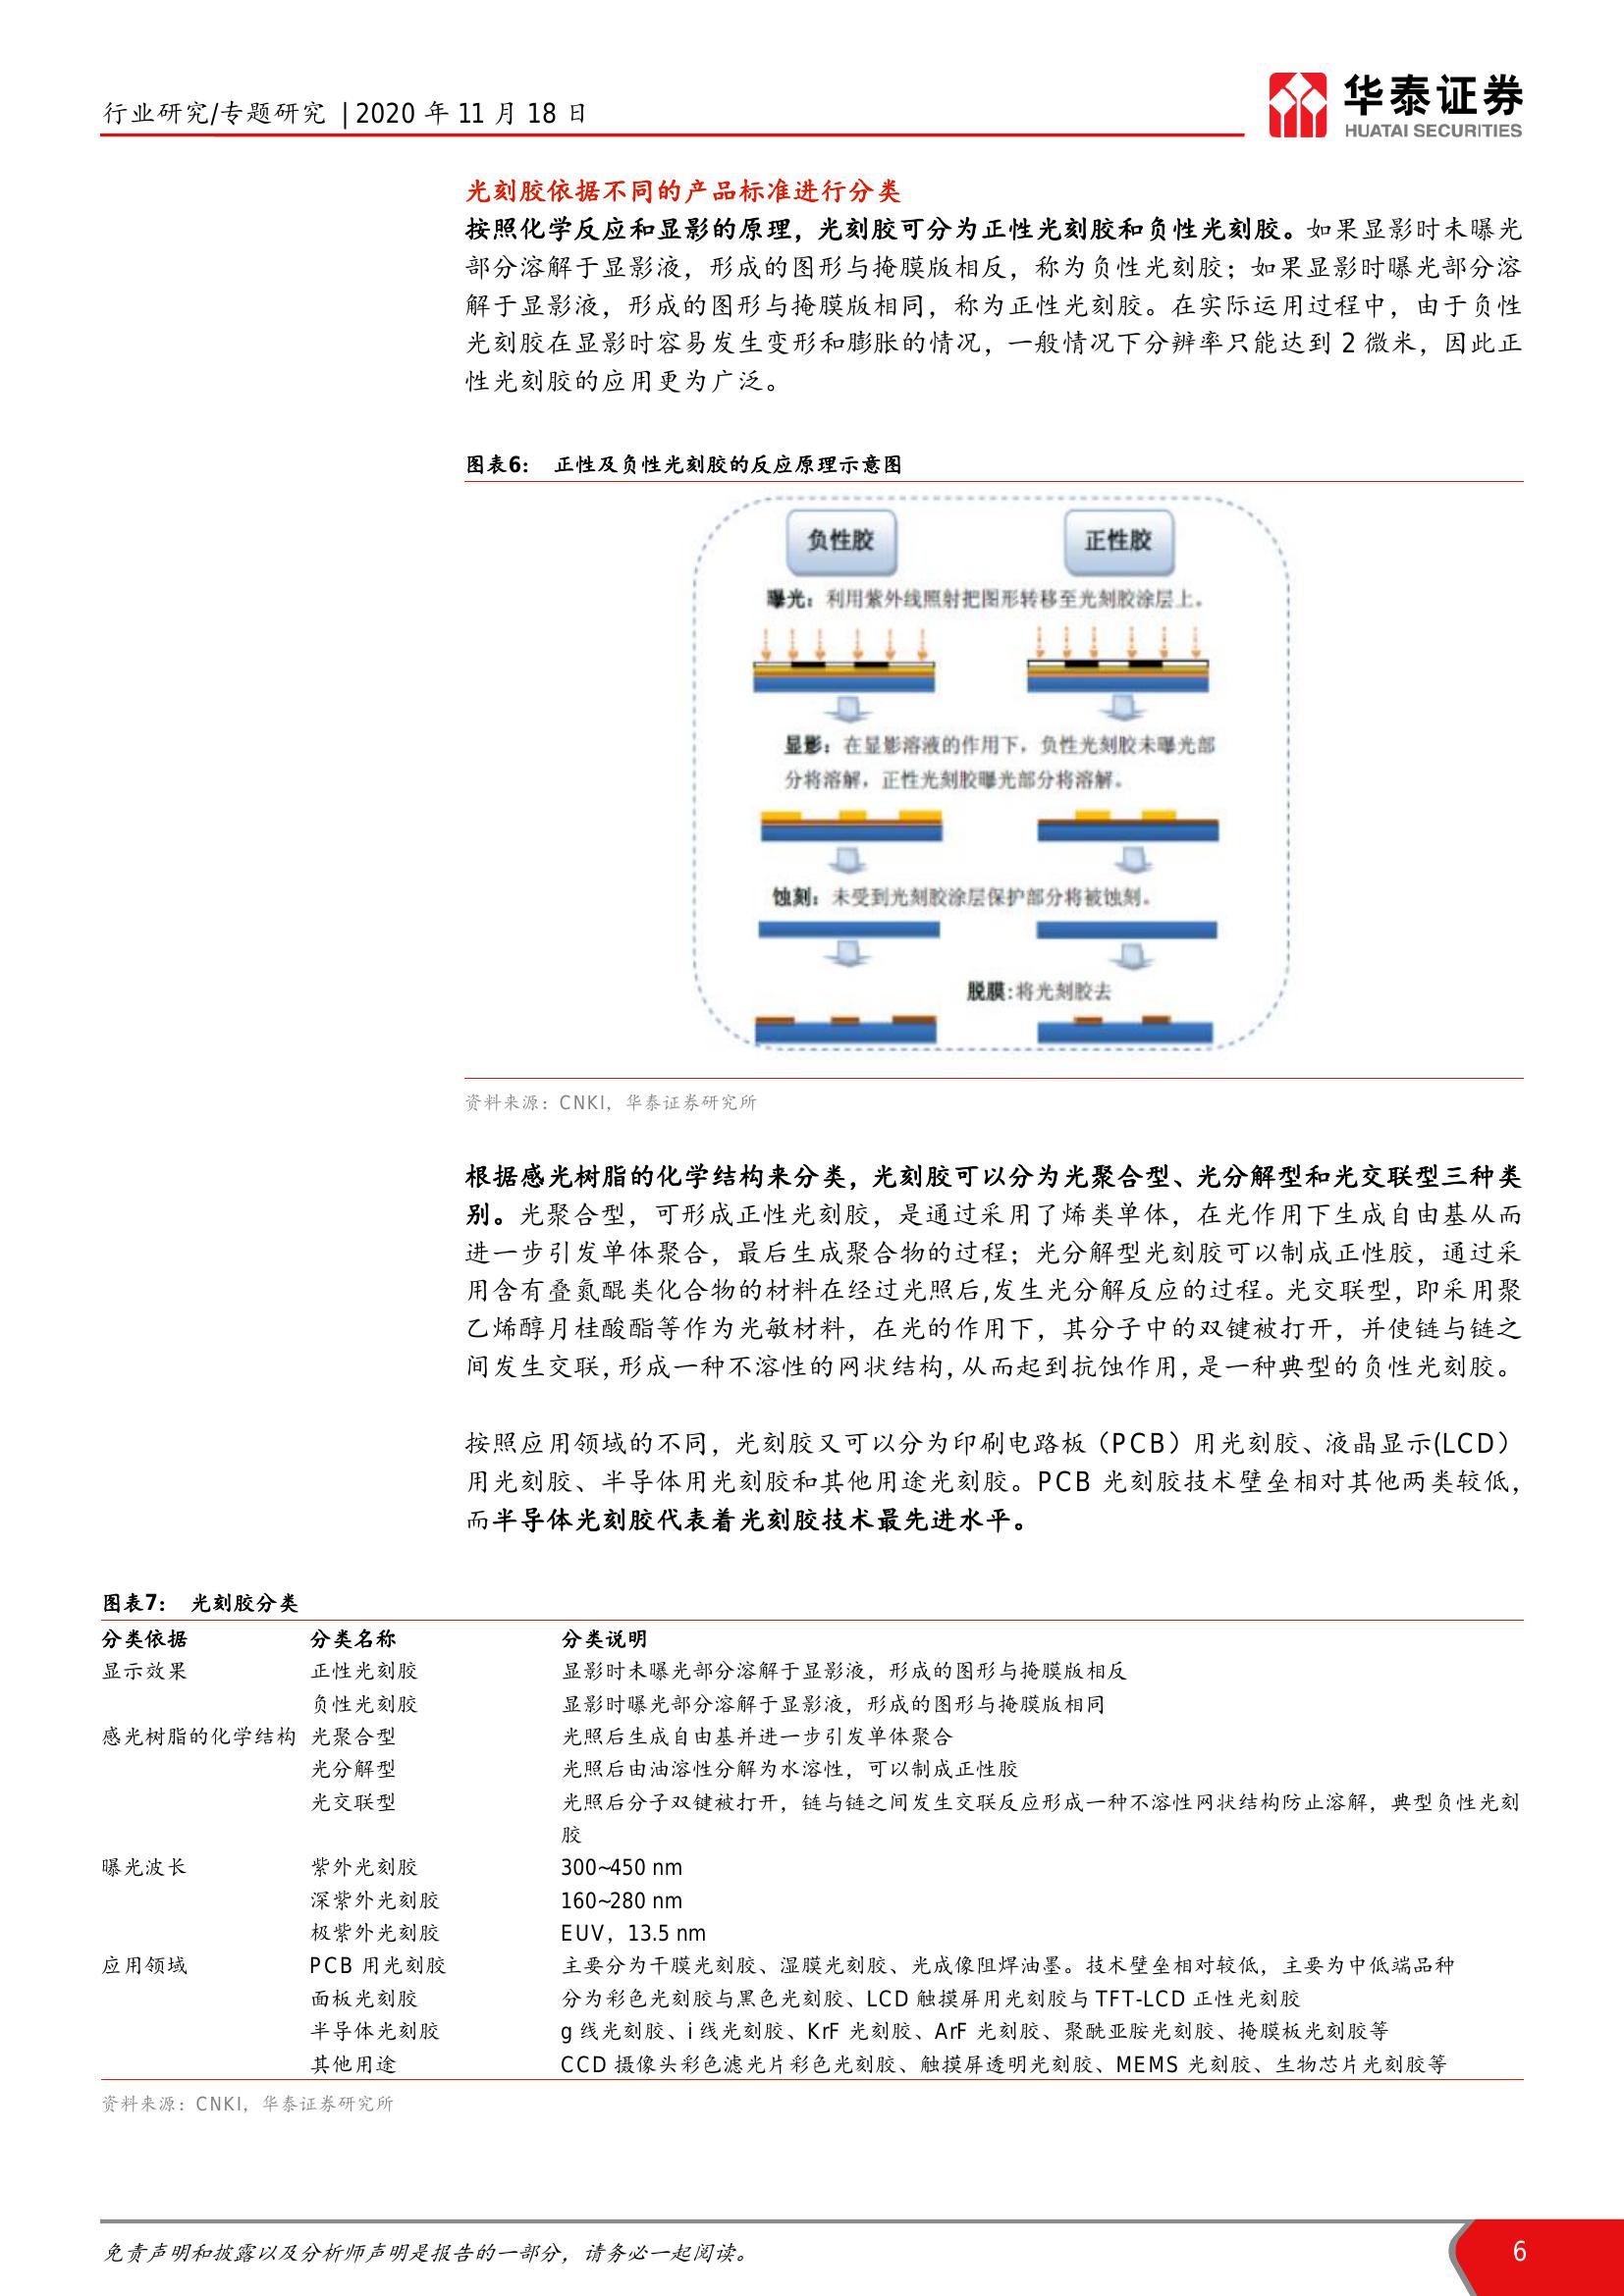 行业研究/专题研究 | 2020 年 11 月 18 日
华泰证券
HUATAI SECURITIES
光刻胶依据不同的产品标准进行分类
按照化学反应和显影的原理，光刻胶可分为正性光刻胶和负性光刻胶。如果显影时未曝光
部分溶解于显影液，形成的图形与掩膜版相反，称为负性光刻胶；如果显影时曝光部分溶
解于显影液，形成的图形与掩膜版相同，称为正性光刻胶。在实际运用过程中，由于负性
光刻胶在显影时容易发生变形和膨胀的情况，一般情况下分辨率只能达到 2 微米，因此正
性光刻胶的应用更为广泛。
图表6： 正性及负性光刻胶的反应原理示意图
负性胶 正性胶
曝光：利用紫外线照射把图形转移至光刻胶涂层上。
显影：在显影溶液的作用下，负性光刻胶未曝光部
分将溶解，正性光刻胶曝光部分将溶解。
蚀刻：未受到光刻胶涂层保护部分将被蚀刻。
脱膜:将光刻胶去
资料来源：CNKI，华泰证券研究所
根据感光树脂的化学结构来分类，光刻胶可以分为光聚合型、光分解型和光交联型三种类
别。光聚合型，可形成正性光刻胶，是通过采用了烯类单体，在光作用下生成自由基从而
进一步引发单体聚合，最后生成聚合物的过程；光分解型光刻胶可以制成正性胶，通过采
用含有叠氮醌类化合物的材料在经过光照后,发生光分解反应的过程。光交联型，即采用聚
乙烯醇月桂酸酯等作为光敏材料，在光的作用下，其分子中的双键被打开，并使链与链之
间发生交联，形成一种不溶性的网状结构，从而起到抗蚀作用，是一种典型的负性光刻胶。
按照应用领域的不同，光刻胶又可以分为印刷电路板（PCB）用光刻胶、液晶显示(LCD）
用光刻胶、半导体用光刻胶和其他用途光刻胶。PCB 光刻胶技术壁垒相对其他两类较低，
而半导体光刻胶代表着光刻胶技术最先进水平。
图表7： 光刻胶分类
分类依据 分类名称 分类说明
显示效果 正性光刻胶 显影时未曝光部分溶解于显影液，形成的图形与掩膜版相反
负性光刻胶 显影时曝光部分溶解于显影液，形成的图形与掩膜版相同
感光树脂的化学结构 光聚合型 光照后生成自由基并进一步引发单体聚合
光分解型 光照后由油溶性分解为水溶性，可以制成正性胶
光交联型 光照后分子双键被打开，链与链之间发生交联反应形成一种不溶性网状结构防止溶解，典型负性光刻
胶
曝光波长 紫外光刻胶 300~450 nm
深紫外光刻胶 160~280 nm
极紫外光刻胶 EUV，13.5 nm
应用领域 PCB 用光刻胶 主要分为干膜光刻胶、湿膜光刻胶、光成像阻焊油墨。技术壁垒相对较低，主要为中低端品种
面板光刻胶 分为彩色光刻胶与黑色光刻胶、LCD 触摸屏用光刻胶与 TFT-LCD 正性光刻胶
半导体光刻胶 g 线光刻胶、i 线光刻胶、KrF 光刻胶、ArF 光刻胶、聚酰亚胺光刻胶、掩膜板光刻胶等
其他用途 CCD 摄像头彩色滤光片彩色光刻胶、触摸屏透明光刻胶、MEMS 光刻胶、生物芯片光刻胶等
资料来源：CNKI，华泰证券研究所
免责声明和披露以及分析师声明是报告的一部分，请务必一起阅读。 6